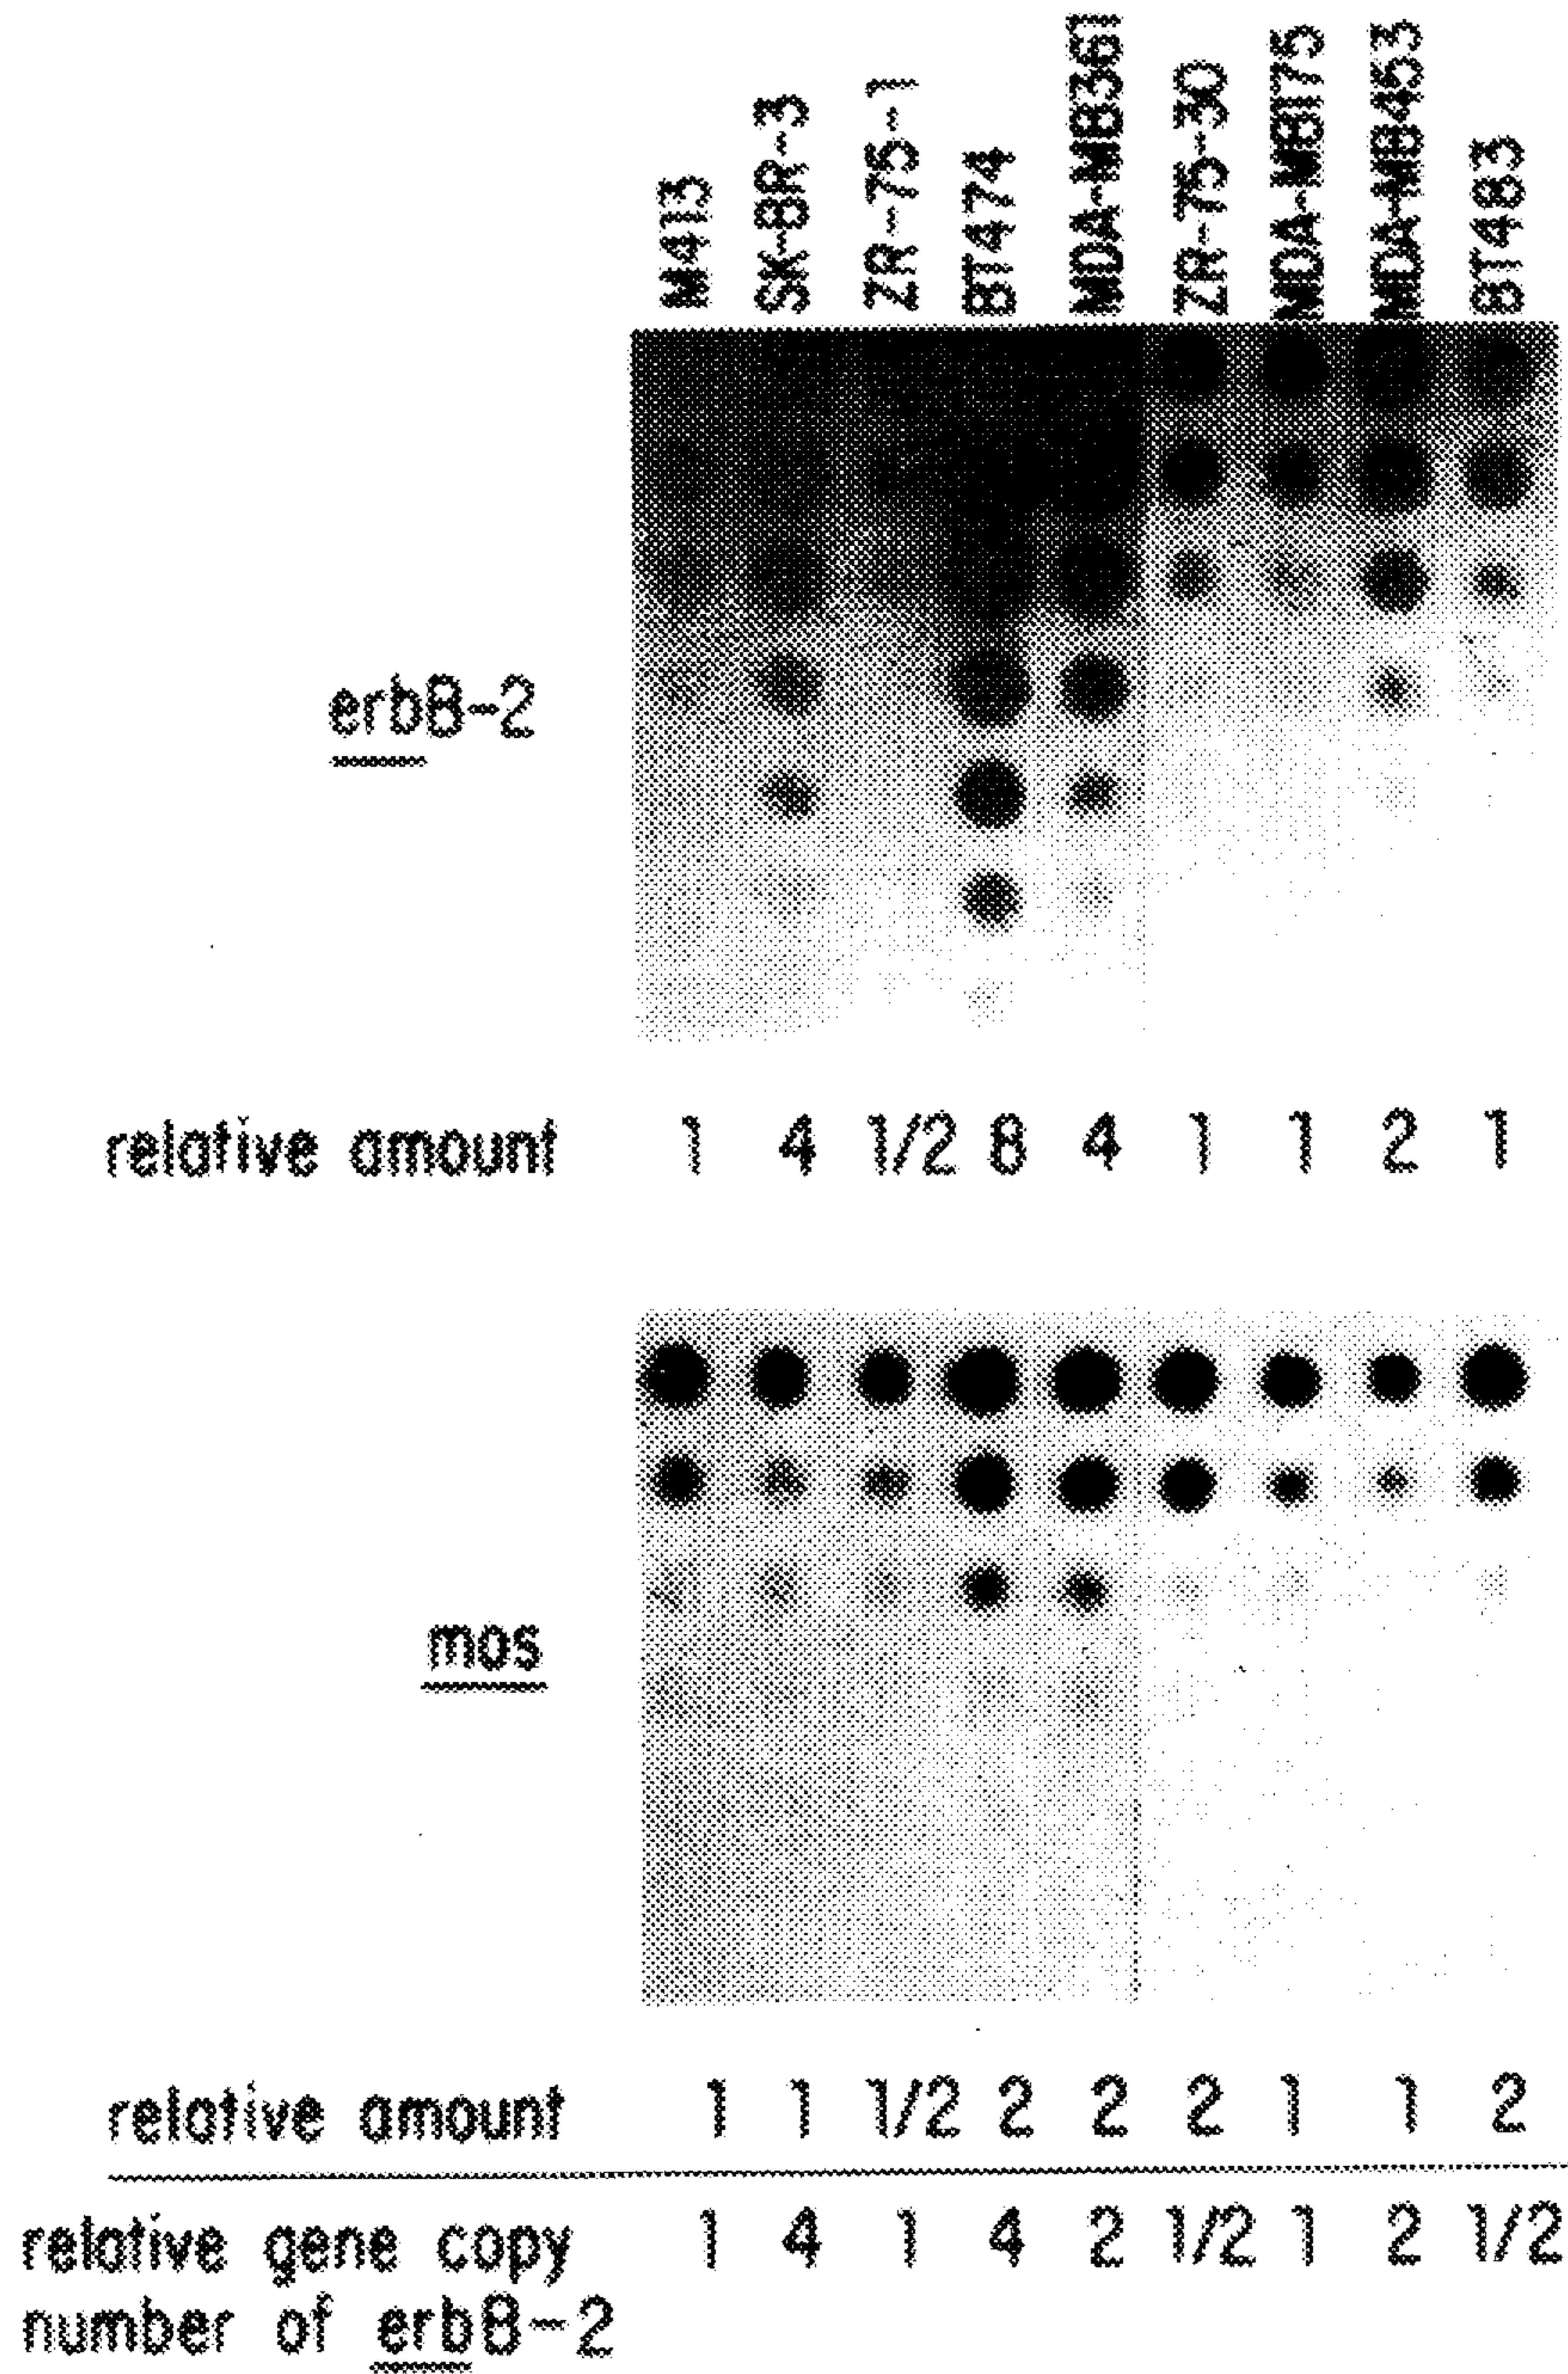 M413 SK-BR-3 ZR-75-1 BT474 MDA-MB361 ZR-75-30 MDA-MB175 MDA-MB453 BT483
erbB-2
relative amount 1 4 1/2 8 4 1 1 2 1
mos
relative amount 1 1 1/2 2 2 2 1 1 2
relative gene copy 1 4 1 4 2 1/2 1 2 1/2
number of erbB-2